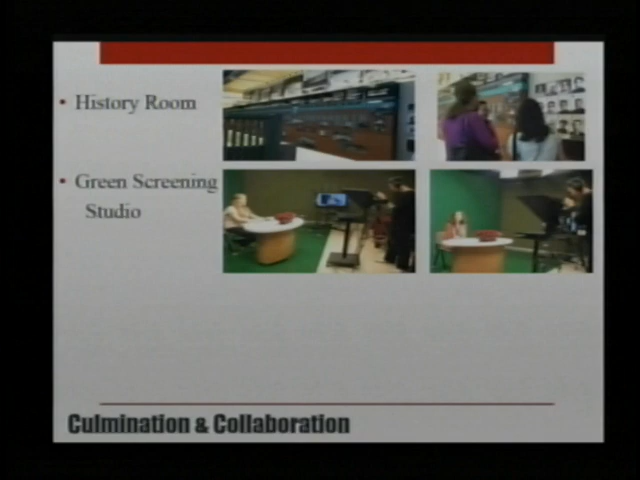 • History Room
• Green Screening
Studio
Culmination & Collaboration